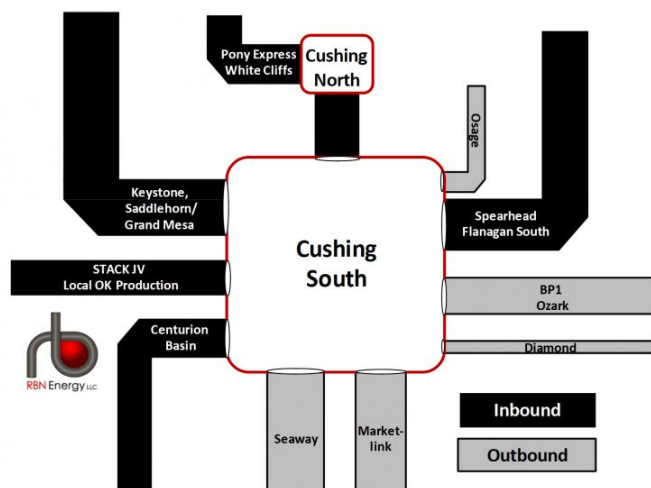 Pony Express
White Cliffs
Cushing
North
Osage
Keystone,
Saddlehorn/
Grand Mesa
Spearhead
Flanagan South
Cushing
South
STACK JV
Local OK Production
BP1
Ozark
Centurion
Basin
Diamond
RBN Energy LLC
Seaway
Market-
link
Inbound
Outbound